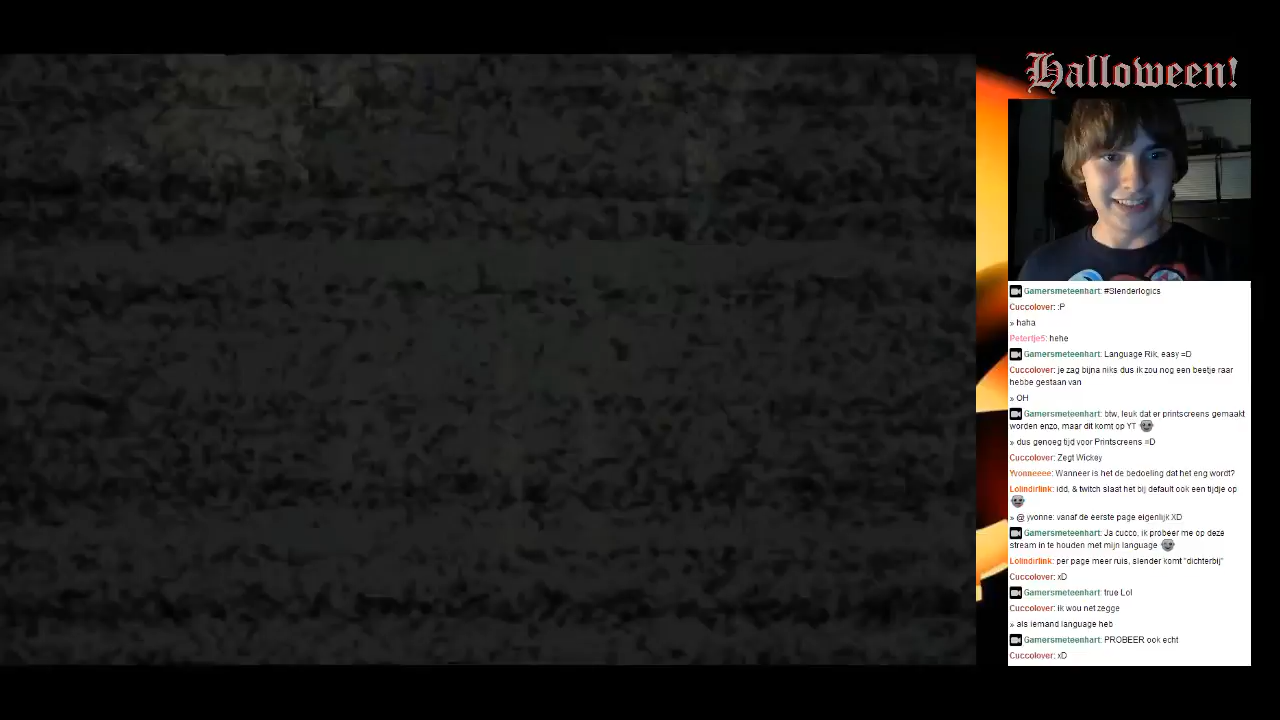 Halloween!
Gamersmeteenhart: #Slenderlogics
Cuccolover: :P
» haha
Petertje5: hehe
Gamersmeteenhart: Language Rik, easy =D
Cuccolover: je zag bijna niks dus ik zou nog een beetje raar
hebbe gestaan van
» OH
Gamersmeteenhart: btw, leuk dat er printscreens gemaakt
worden enzo, maar dit komt op YT
» dus genoeg tijd voor Printscreens =D
Cuccolover: Zegt Wickey
Yvonneeee: Wanneer is het de bedoeling dat het eng wordt?
Lolindirlink: idd, & twitch slaat het bij default ook een tijdje op
» @ yvonne: vanaf de eerste page eigenlijk XD
Gamersmeteenhart: Ja cucco, ik probeer me op deze
stream in te houden met mijn language
Lolindirlink: per page meer ruis, slender komt "dichterbij"
Cuccolover: xD
Gamersmeteenhart: true Lol
Cuccolover: ik wou net zegge
» als iemand language heb
Gamersmeteenhart: PROBEER ook echt
Cuccolover: xD